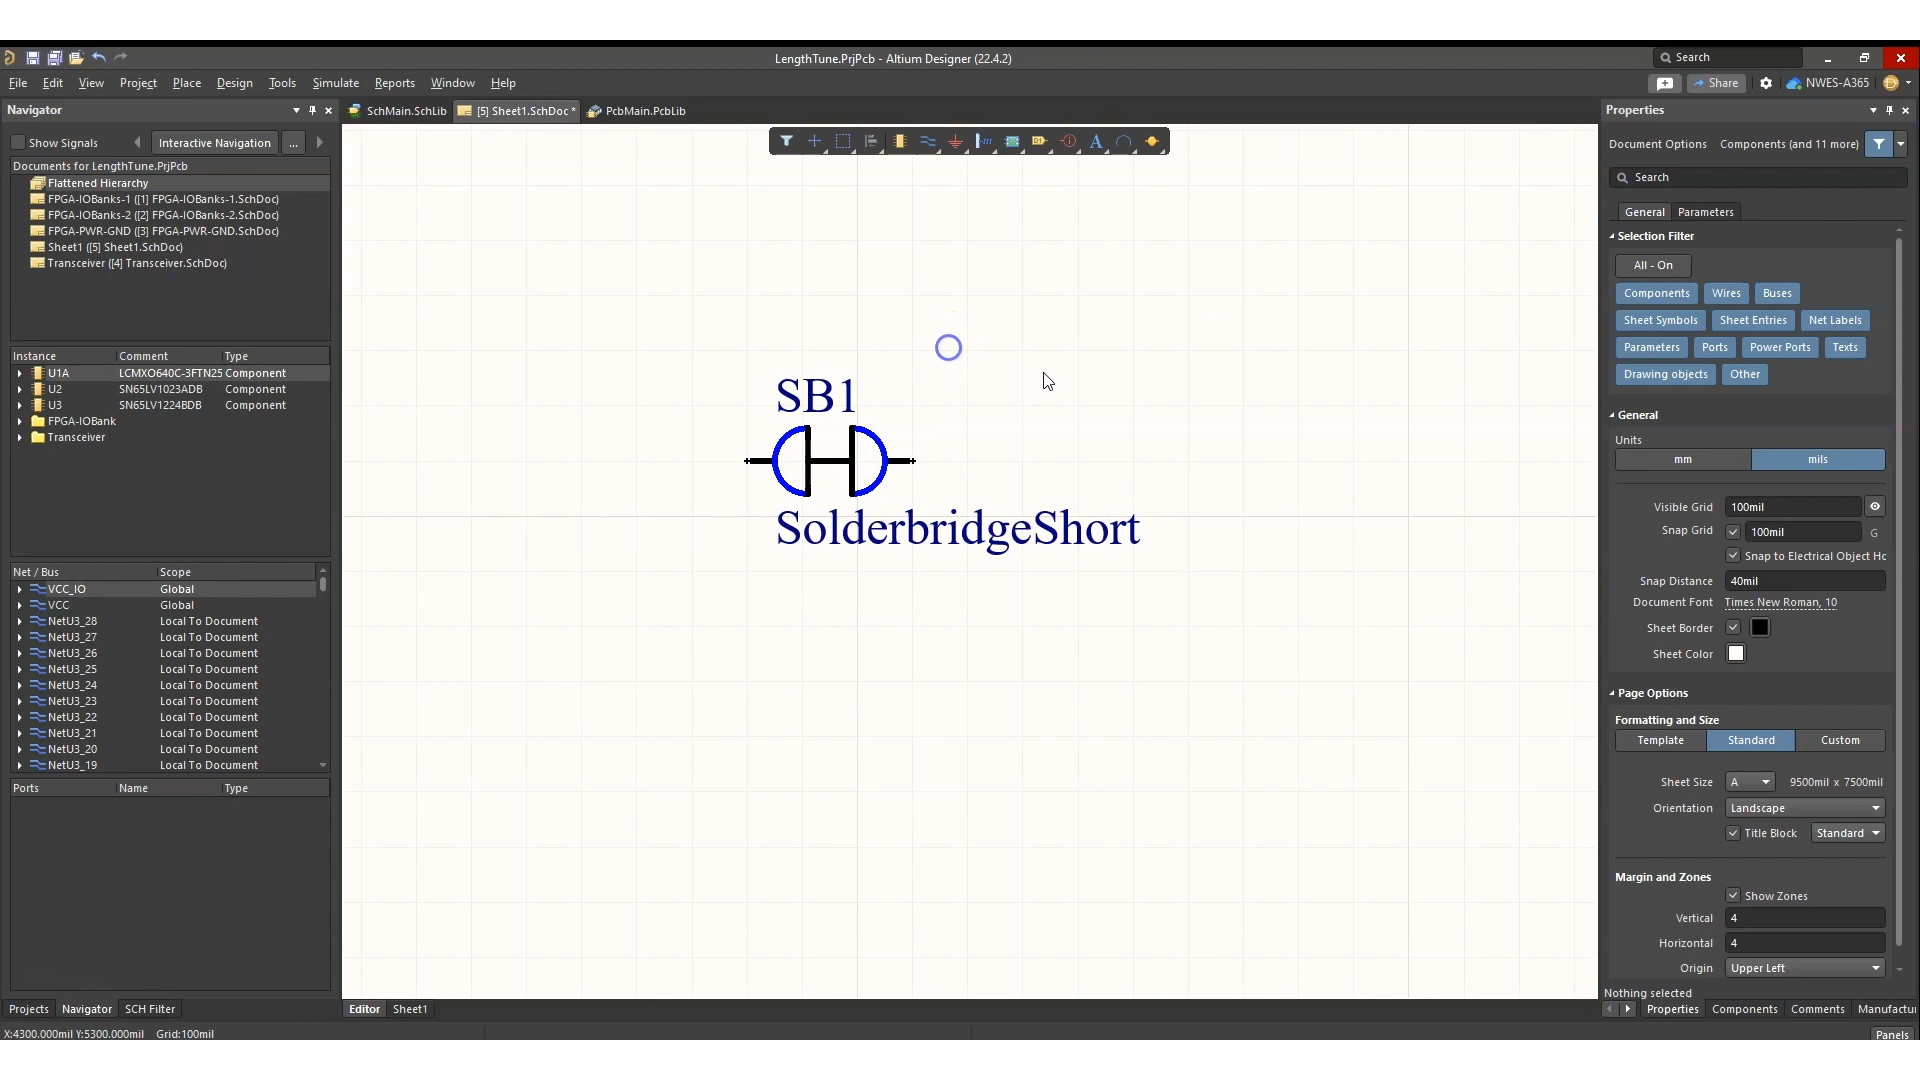 LengthTune.PrjPcb - Altium Designer (22.4.2)
Search
File Edit View Project Place Design Tools Simulate Reports Window Help
Share
NWES-A365
Navigator
SchMain.SchLib
[5] Sheet1.SchDoc *
PcbMain.PcbLib
Properties
Show Signals
Interactive Navigation
...
Document Options
Components (and 11 more)
Documents for LengthTune.PrjPcb
Flattened Hierarchy
FPGA-IOBanks-1 ([1] FPGA-IOBanks-1.SchDoc)
FPGA-IOBanks-2 ([2] FPGA-IOBanks-2.SchDoc)
FPGA-PWR-GND ([3] FPGA-PWR-GND.SchDoc)
Sheet1 ([5] Sheet1.SchDoc)
Transceiver ([4] Transceiver.SchDoc)
Instance Comment Type
U1A LCMXO640C-3FTN25 Component
U2 SN65LV1023ADB Component
U3 SN65LV1224BDB Component
FPGA-IOBank
Transceiver
Net / Bus Scope
VCC_IO Global
VCC Global
NetU3_28 Local To Document
NetU3_27 Local To Document
NetU3_26 Local To Document
NetU3_25 Local To Document
NetU3_24 Local To Document
NetU3_23 Local To Document
NetU3_22 Local To Document
NetU3_21 Local To Document
NetU3_20 Local To Document
NetU3_19 Local To Document
Ports Name Type
Projects Navigator SCH Filter
X:4300.000mil Y:5300.000mil Grid:100mil
SB1
SolderbridgeShort
Editor Sheet1
Search
General Parameters
Selection Filter
All - On
Components Wires Buses
Sheet Symbols Sheet Entries Net Labels
Parameters Ports Power Ports Texts
Drawing objects Other
General
Units
mm mils
Visible Grid 100mil
Snap Grid 100mil G
Snap to Electrical Object Ho
Snap Distance 40mil
Document Font Times New Roman, 10
Sheet Border
Sheet Color
Page Options
Formatting and Size
Template Standard Custom
Sheet Size A 9500mil x 7500mil
Orientation Landscape
Title Block Standard
Margin and Zones
Show Zones
Vertical 4
Horizontal 4
Origin Upper Left
Nothing selected
Properties Components Comments Manufactu
Panels